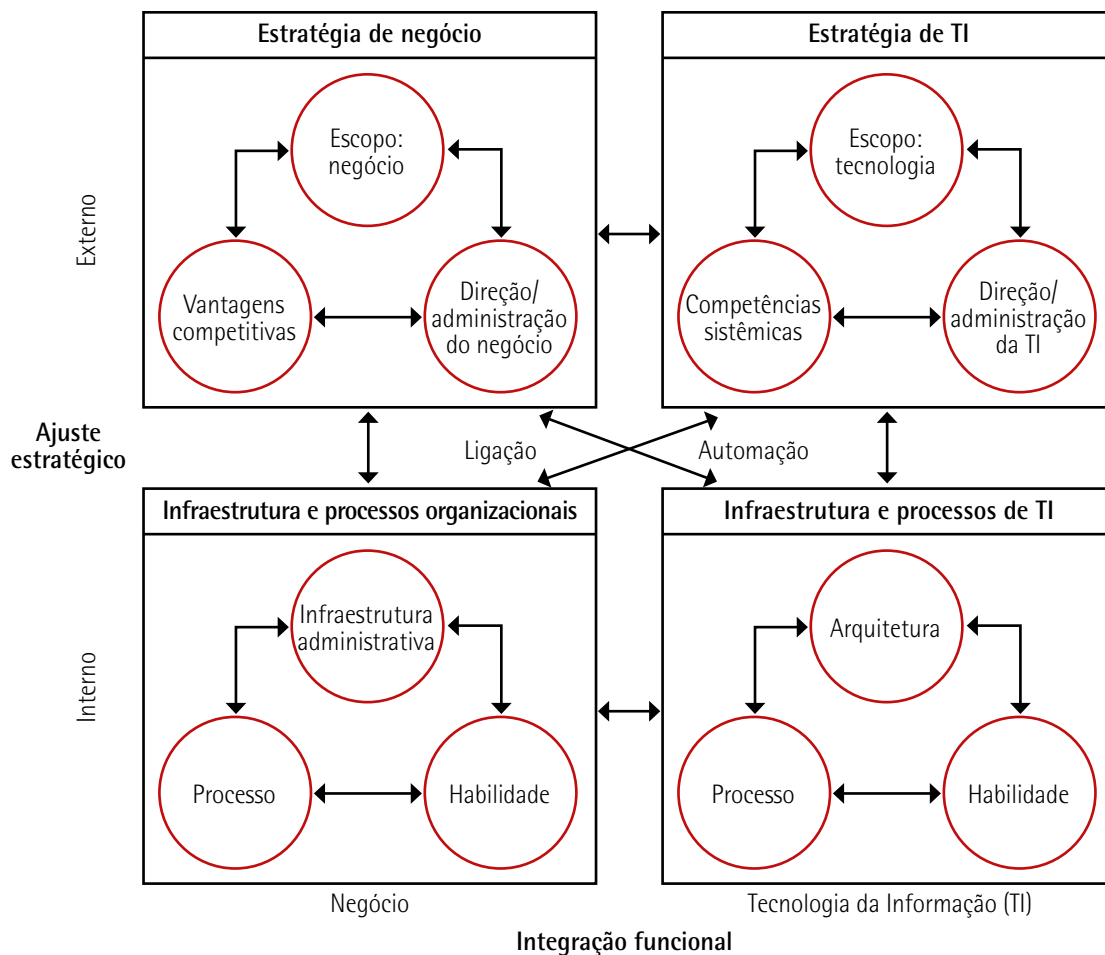 Estratégia de negócio
Estratégia de TI
Externo
Escopo:
negócio
Vantagens
competitivas
Direção/
administração
do negócio
Escopo:
tecnologia
Competências
sistêmicas
Direção/
administração
da TI
Ajuste
estratégico
Ligação
Automação
Infraestrutura e processos organizacionais
Infraestrutura e processos de TI
Interno
Infraestrutura
administrativa
Processo
Habilidade
Arquitetura
Processo
Habilidade
Negócio
Tecnologia da Informação (TI)
Integração funcional